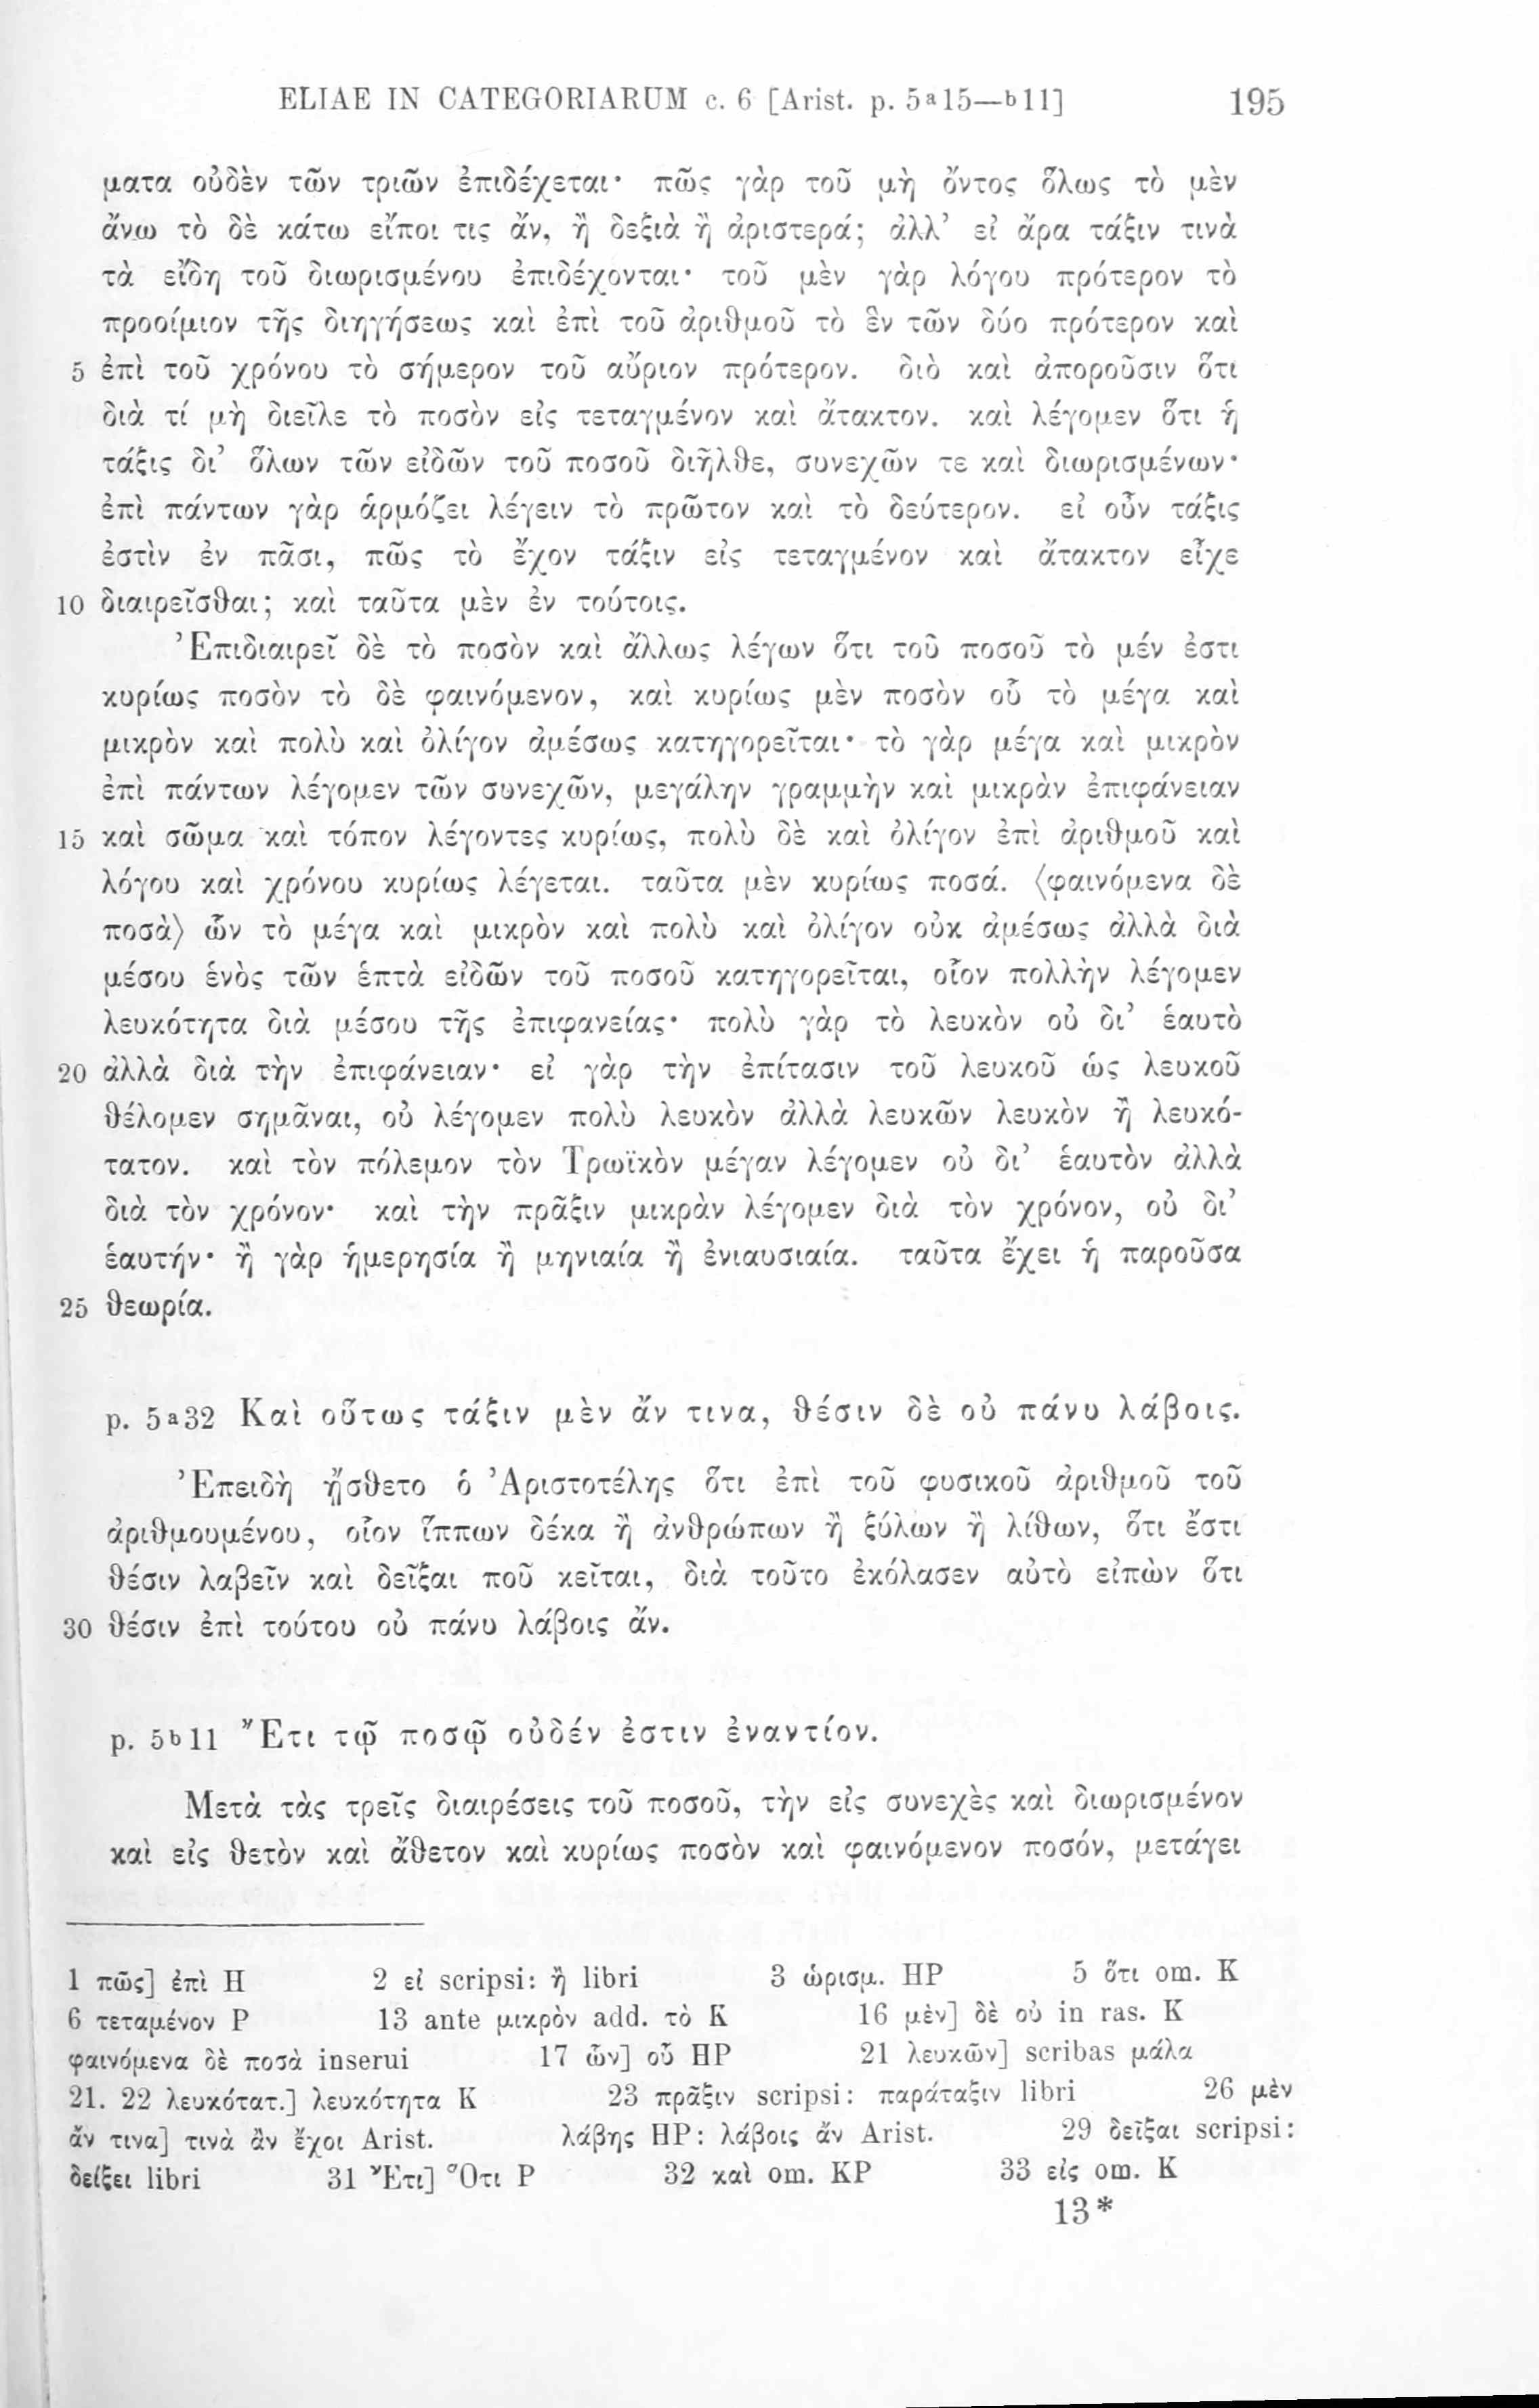 ELIAE IN CATEGORIARUM c. 6 [Arist. p. 5ᵃ15—ᵇ11] 195
ματα οὐδὲν τῶν τριῶν ἐπιδέχεται· πῶς γὰρ τοῦ μὴ ὄντος ὅλως τὸ μὲν
ἄνω τὸ δὲ κάτω εἴποι τις ἄν, ἢ δεξιὰ ἢ ἀριστερά; ἀλλ’ εἰ ἄρα τάξιν τινὰ
τὰ εἴδη τοῦ διωρισμένου ἐπιδέχονται· τοῦ μὲν γὰρ λόγου πρότερον τὸ
προοίμιον τῆς διηγήσεως καὶ ἐπὶ τοῦ ἀριθμοῦ τὸ ἓν τῶν δύο πρότερον καὶ
5 ἐπὶ τοῦ χρόνου τὸ σήμερον τοῦ αὔριον πρότερον. διὸ καὶ ἀποροῦσιν ὅτι
διὰ τί μὴ διεῖλε τὸ ποσὸν εἰς τεταγμένον καὶ ἄτακτον. καὶ λέγομεν ὅτι ἡ
τάξις δι’ ὅλων τῶν εἰδῶν τοῦ ποσοῦ διῆλθε, συνεχῶν τε καὶ διωρισμένων·
ἐπὶ πάντων γὰρ ἁρμόζει λέγειν τὸ πρῶτον καὶ τὸ δεύτερον. εἰ οὖν τάξις
ἐστὶν ἐν πᾶσι, πῶς τὸ ἔχον τάξιν εἰς τεταγμένον καὶ ἄτακτον εἶχε
10 διαιρεῖσθαι; καὶ ταῦτα μὲν ἐν τούτοις.
Ἐπιδιαιρεῖ δὲ τὸ ποσὸν καὶ ἄλλως λέγων ὅτι τοῦ ποσοῦ τὸ μέν ἐστι
κυρίως ποσὸν τὸ δὲ φαινόμενον, καὶ κυρίως μὲν ποσὸν οὗ τὸ μέγα καὶ
μικρὸν καὶ πολὺ καὶ ὀλίγον ἀμέσως κατηγορεῖται· τὸ γὰρ μέγα καὶ μικρὸν
ἐπὶ πάντων λέγομεν τῶν συνεχῶν, μεγάλην γραμμὴν καὶ μικρὰν ἐπιφάνειαν
15 καὶ σῶμα καὶ τόπον λέγοντες κυρίως, πολὺ δὲ καὶ ὀλίγον ἐπὶ ἀριθμοῦ καὶ
λόγου καὶ χρόνου κυρίως λέγεται. ταῦτα μὲν κυρίως ποσά. ⟨φαινόμενα δὲ
ποσὰ⟩ ὧν τὸ μέγα καὶ μικρὸν καὶ πολὺ καὶ ὀλίγον οὐκ ἀμέσως ἀλλὰ διὰ
μέσου ἑνὸς τῶν ἑπτὰ εἰδῶν τοῦ ποσοῦ κατηγορεῖται, οἷον πολλὴν λέγομεν
λευκότητα διὰ μέσου τῆς ἐπιφανείας· πολὺ γὰρ τὸ λευκὸν οὐ δι’ ἑαυτὸ
20 ἀλλὰ διὰ τὴν ἐπιφάνειαν· εἰ γὰρ τὴν ἐπίτασιν τοῦ λευκοῦ ὡς λευκοῦ
θέλομεν σημᾶναι, οὐ λέγομεν πολὺ λευκὸν ἀλλὰ λευκῶν λευκὸν ἢ λευκό-
τατον. καὶ τὸν πόλεμον τὸν Τρωϊκὸν μέγαν λέγομεν οὐ δι’ ἑαυτὸν ἀλλὰ
διὰ τὸν χρόνον· καὶ τὴν πρᾶξιν μικρὰν λέγομεν διὰ τὸν χρόνον, οὐ δι’
ἑαυτήν· ἢ γὰρ ἡμερησία ἢ μηνιαία ἢ ἐνιαυσιαία. ταῦτα ἔχει ἡ παροῦσα
25 θεωρία.
p. 5ᵃ32 Καὶ οὕτως τάξιν μὲν ἄν τινα, θέσιν δὲ οὐ πάνυ λάβοις.
Ἐπειδὴ ᾔσθετο ὁ Ἀριστοτέλης ὅτι ἐπὶ τοῦ φυσικοῦ ἀριθμοῦ τοῦ
ἀριθμουμένου, οἷον ἵππων δέκα ἢ ἀνθρώπων ἢ ξύλων ἢ λίθων, ὅτι ἔστι
θέσιν λαβεῖν καὶ δεῖξαι ποῦ κεῖται, διὰ τοῦτο ἐκόλασεν αὐτὸ εἰπὼν ὅτι
30 θέσιν ἐπὶ τούτου οὐ πάνυ λάβοις ἄν.
p. 5ᵇ11 Ἔτι τῷ ποσῷ οὐδέν ἐστιν ἐναντίον.
Μετὰ τὰς τρεῖς διαιρέσεις τοῦ ποσοῦ, τὴν εἰς συνεχὲς καὶ διωρισμένον
καὶ εἰς θετὸν καὶ ἄθετον καὶ κυρίως ποσὸν καὶ φαινόμενον ποσόν, μετάγει
1 πῶς] ἐπὶ H 2 εἰ scripsi: ἢ libri 3 ὡρισμ. HP 5 ὅτι om. K
6 τεταμένον P 13 ante μικρὸν add. τὸ K 16 μὲν] δὲ οὐ in ras. K
φαινόμενα δὲ ποσὰ inserui 17 ὧν] οὗ HP 21 λευκῶν] scribas μάλα
21. 22 λευκότατ.] λευκότητα K 23 πρᾶξιν scripsi: παράταξιν libri 26 μὲν
ἄν τινα] τινὰ ἂν ἔχοι Arist. λάβῃς HP: λάβοις ἄν Arist. 29 δεῖξαι scripsi:
δείξει libri 31 Ἔτι] Ὅτι P 32 καὶ om. KP 33 εἰς om. K
13*